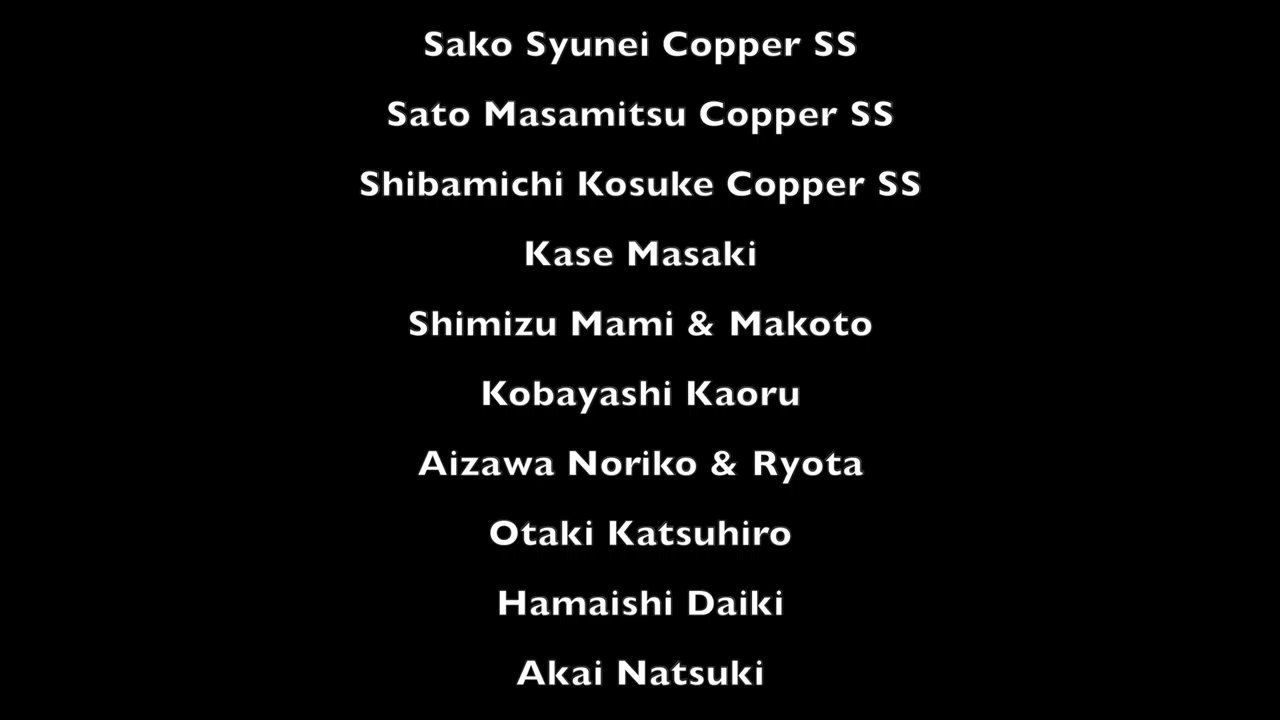 Sako Syunei Copper SS
Sato Masamitsu Copper SS
Shibamichi Kosuke Copper SS
Kase Masaki
Shimizu Mami & Makoto
Kobayashi Kaoru
Aizawa Noriko & Ryota
Otaki Katsuhiro
Hamaishi Daiki
Akai Natsuki